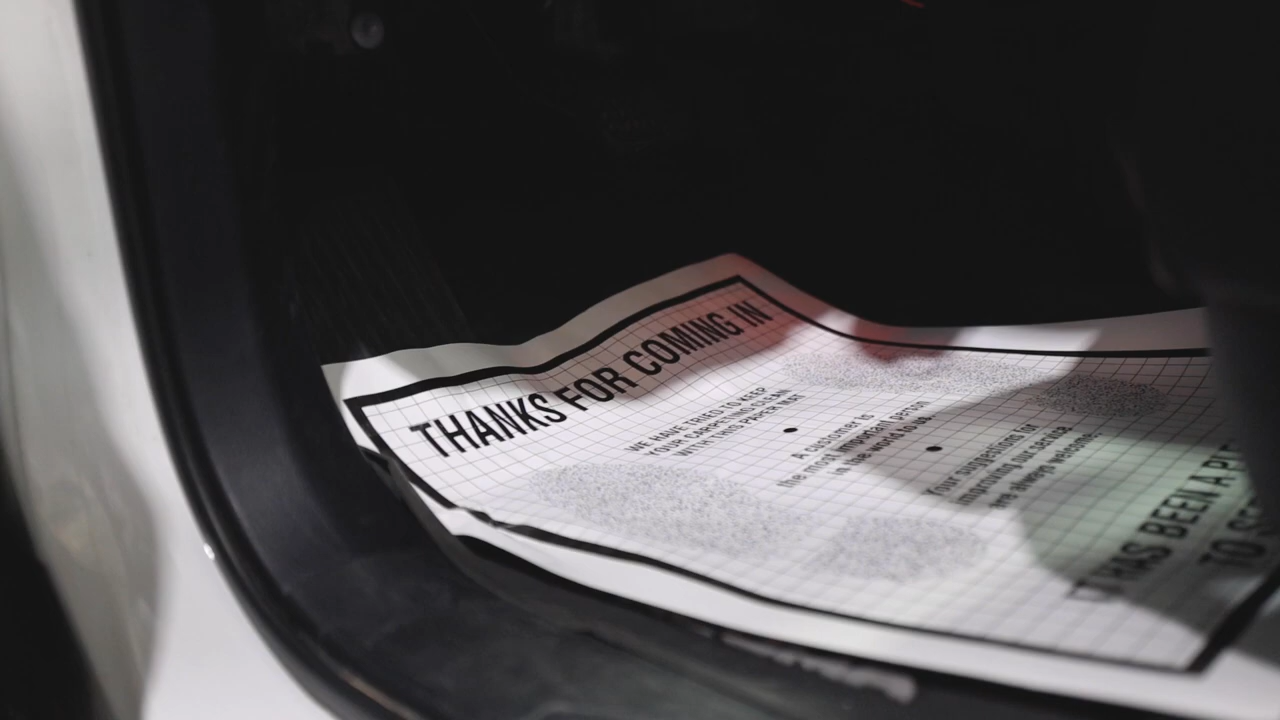 THANKS FOR COMING IN
WE HAVE TRIED TO KEEP
YOUR CARPETING CLEAN
WITH THIS PAPER MAT
A customer is
the most important person
in the world to us.
Your suggestions for
improving our service
are always welcome
IT HAS BEEN A
TO